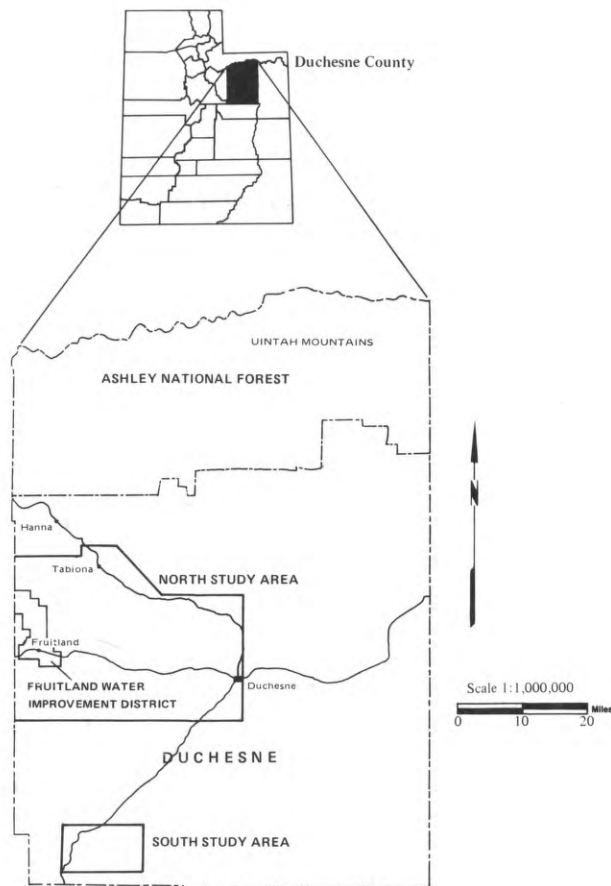 Duchesne County
UINTAH MOUNTAINS
ASHLEY NATIONAL FOREST
N
Hanna
Tabiona
NORTH STUDY AREA
Fruitland
FRUITLAND WATER
IMPROVEMENT DISTRICT
Duchesne
Scale 1:1,000,000
Miles
0 10 20
DUCHESNE
SOUTH STUDY AREA